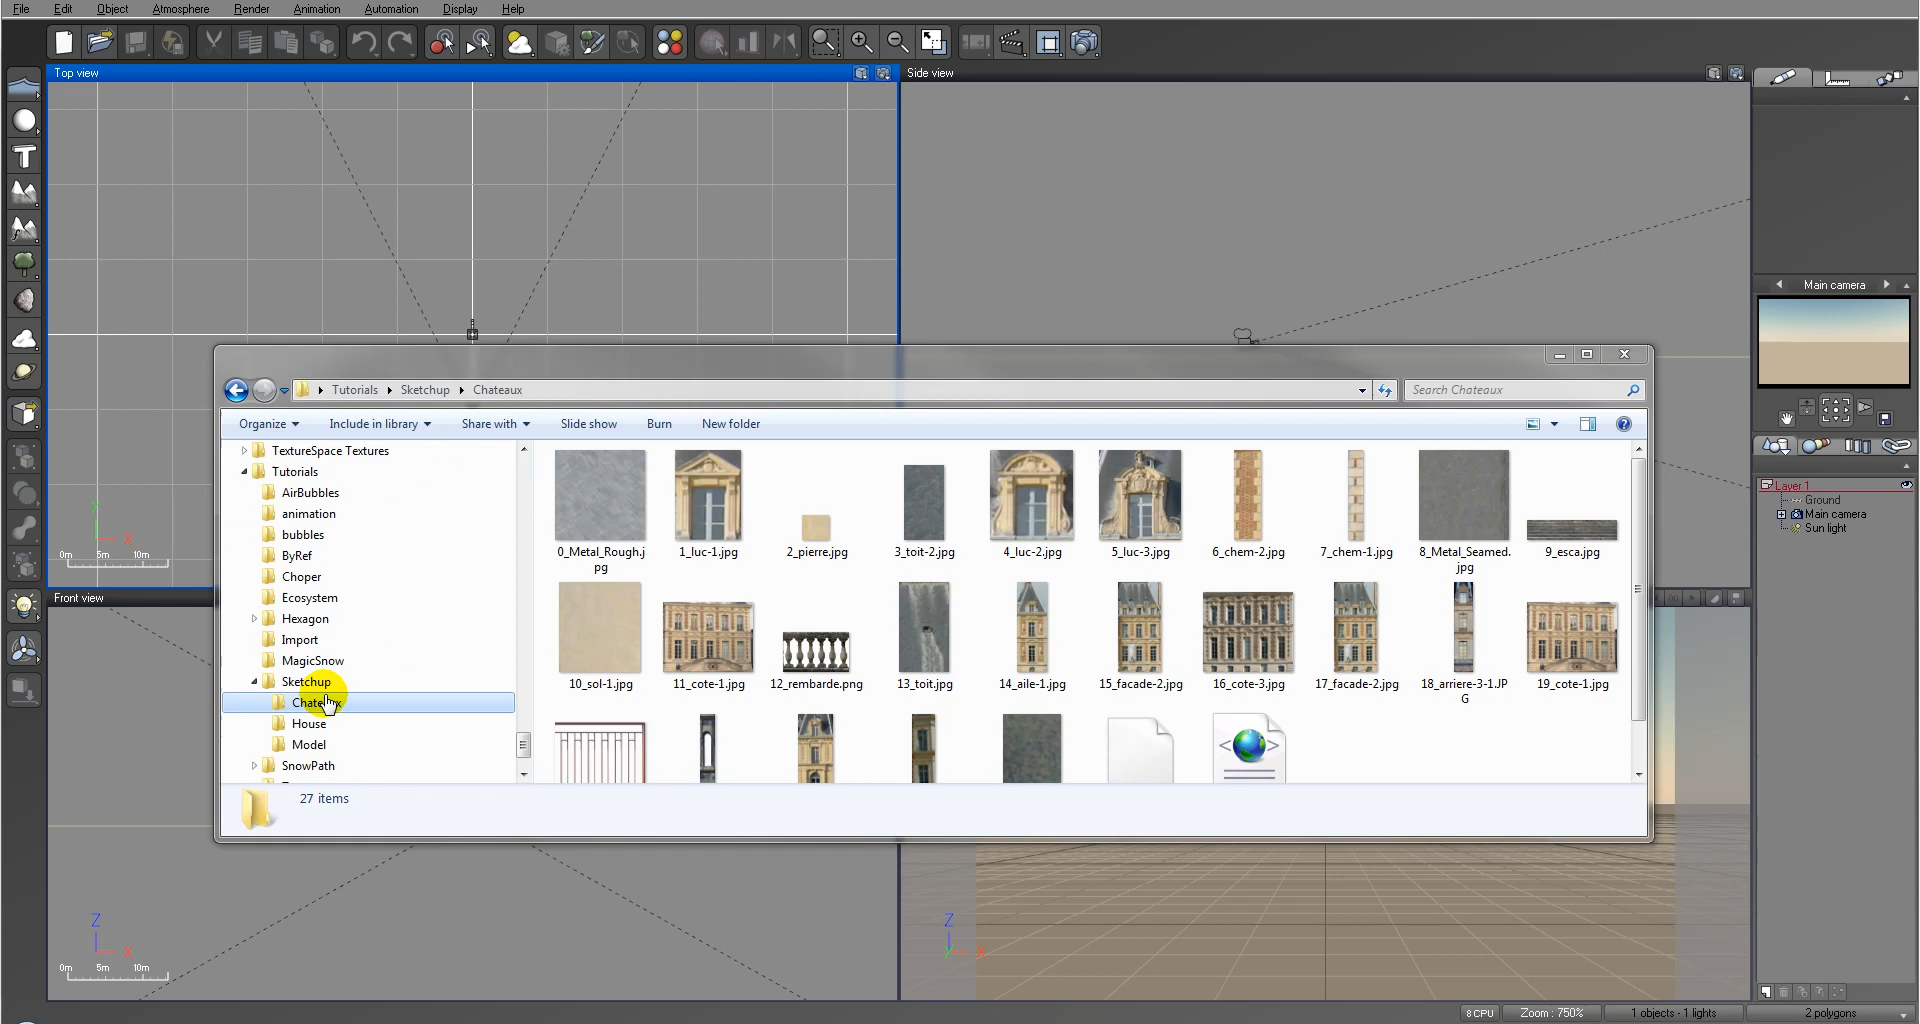 File Edit Object Atmosphere Render Animation Automation Display Help
Top view
Side view
Main camera
Tutorials Sketchup Chateaux
Search Chateaux
Organize Include in library Share with Slide show Burn New folder
TextureSpace Textures
Tutorials
AirBubbles
animation
bubbles
ByRef
Choper
Ecosystem
Hexagon
Import
MagicSnow
Sketchup
House
Model
SnowPath
0_Metal_Rough.j
pg
1_luc-1.jpg
2_pierre.jpg
3_toit-2.jpg
4_luc-2.jpg
5_luc-3.jpg
6_chem-2.jpg
7_chem-1.jpg
8_Metal_Seamed.
jpg
9_esca.jpg
10_sol-1.jpg
11_cote-1.jpg
12_rembarde.png
13_toit.jpg
14_aile-1.jpg
15_facade-2.jpg
16_cote-3.jpg
17_facade-2.jpg
18_arriere-3-1.JP
G
19_cote-1.jpg
27 items
Layer 1
Ground
Main camera
Sun light
Y
X
0m 5m 10m
Front view
Z
X
0m 5m 10m
Z
Y
X
8 CPU Zoom : 750% 1 objects - 1 lights 2 polygons